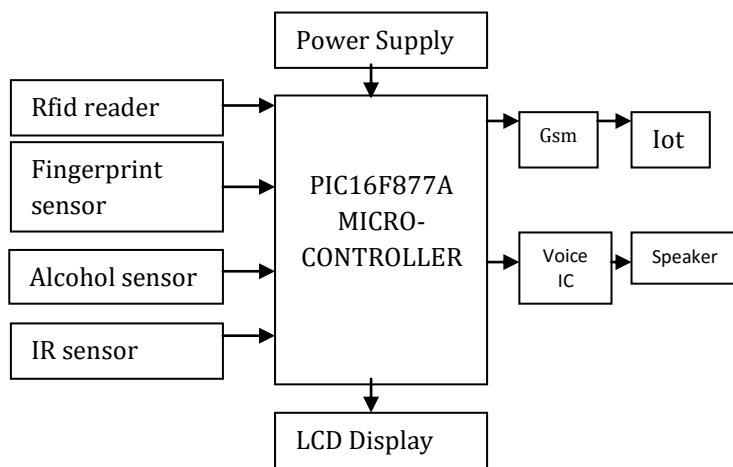 Power Supply
Rfid reader
Fingerprint
sensor
Alcohol sensor
IR sensor
PIC16F877A
MICRO-
CONTROLLER
Gsm
Iot
Voice
IC
Speaker
LCD Display